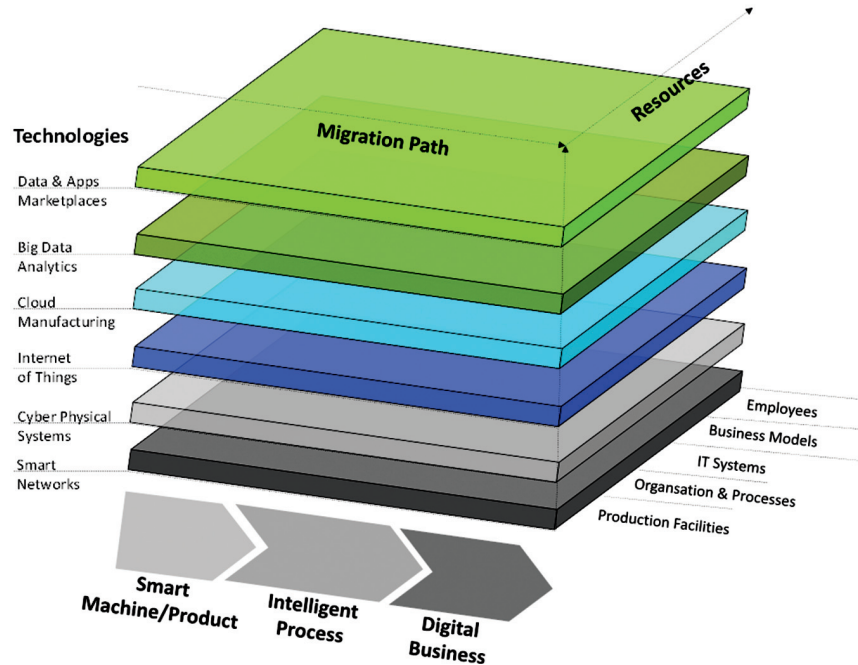 Resources
Migration Path
Technologies
Data & Apps
Marketplaces
Big Data
Analytics
Cloud
Manufacturing
Internet
of Things
Cyber Physical
Systems
Smart
Networks
Employees
Business Models
IT Systems
Organsation & Processes
Production Facilities
Smart
Machine/Product
Intelligent
Process
Digital
Business